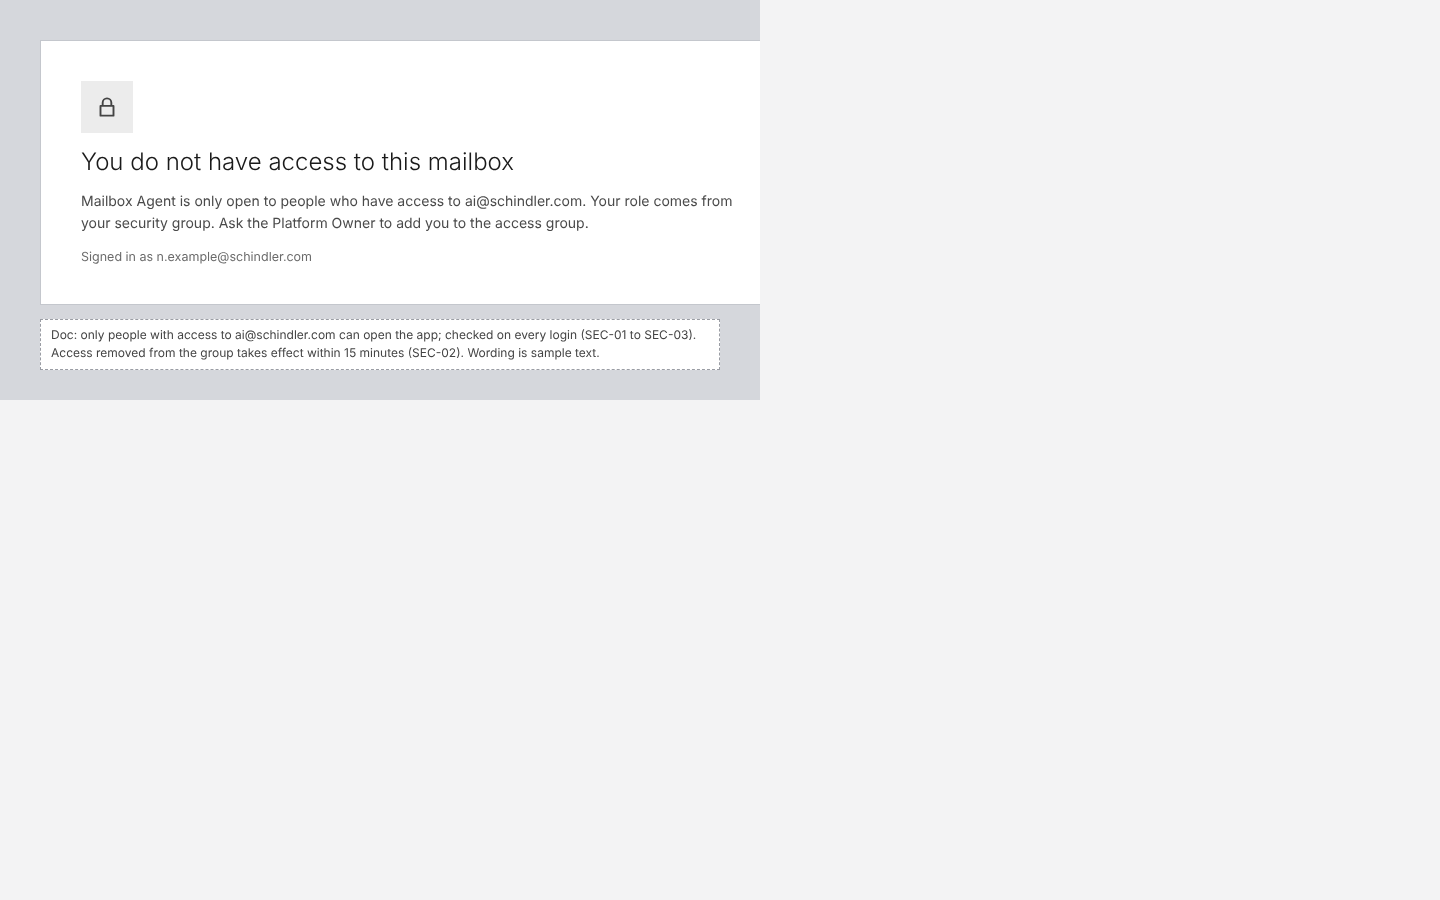 You do not have access to this mailbox
Mailbox Agent is only open to people who have access to ai@schindler.com. Your role comes from
your security group. Ask the Platform Owner to add you to the access group.
Signed in as n.example@schindler.com
Doc: only people with access to ai@schindler.com can open the app; checked on every login (SEC-01 to SEC-03).
Access removed from the group takes effect within 15 minutes (SEC-02). Wording is sample text.